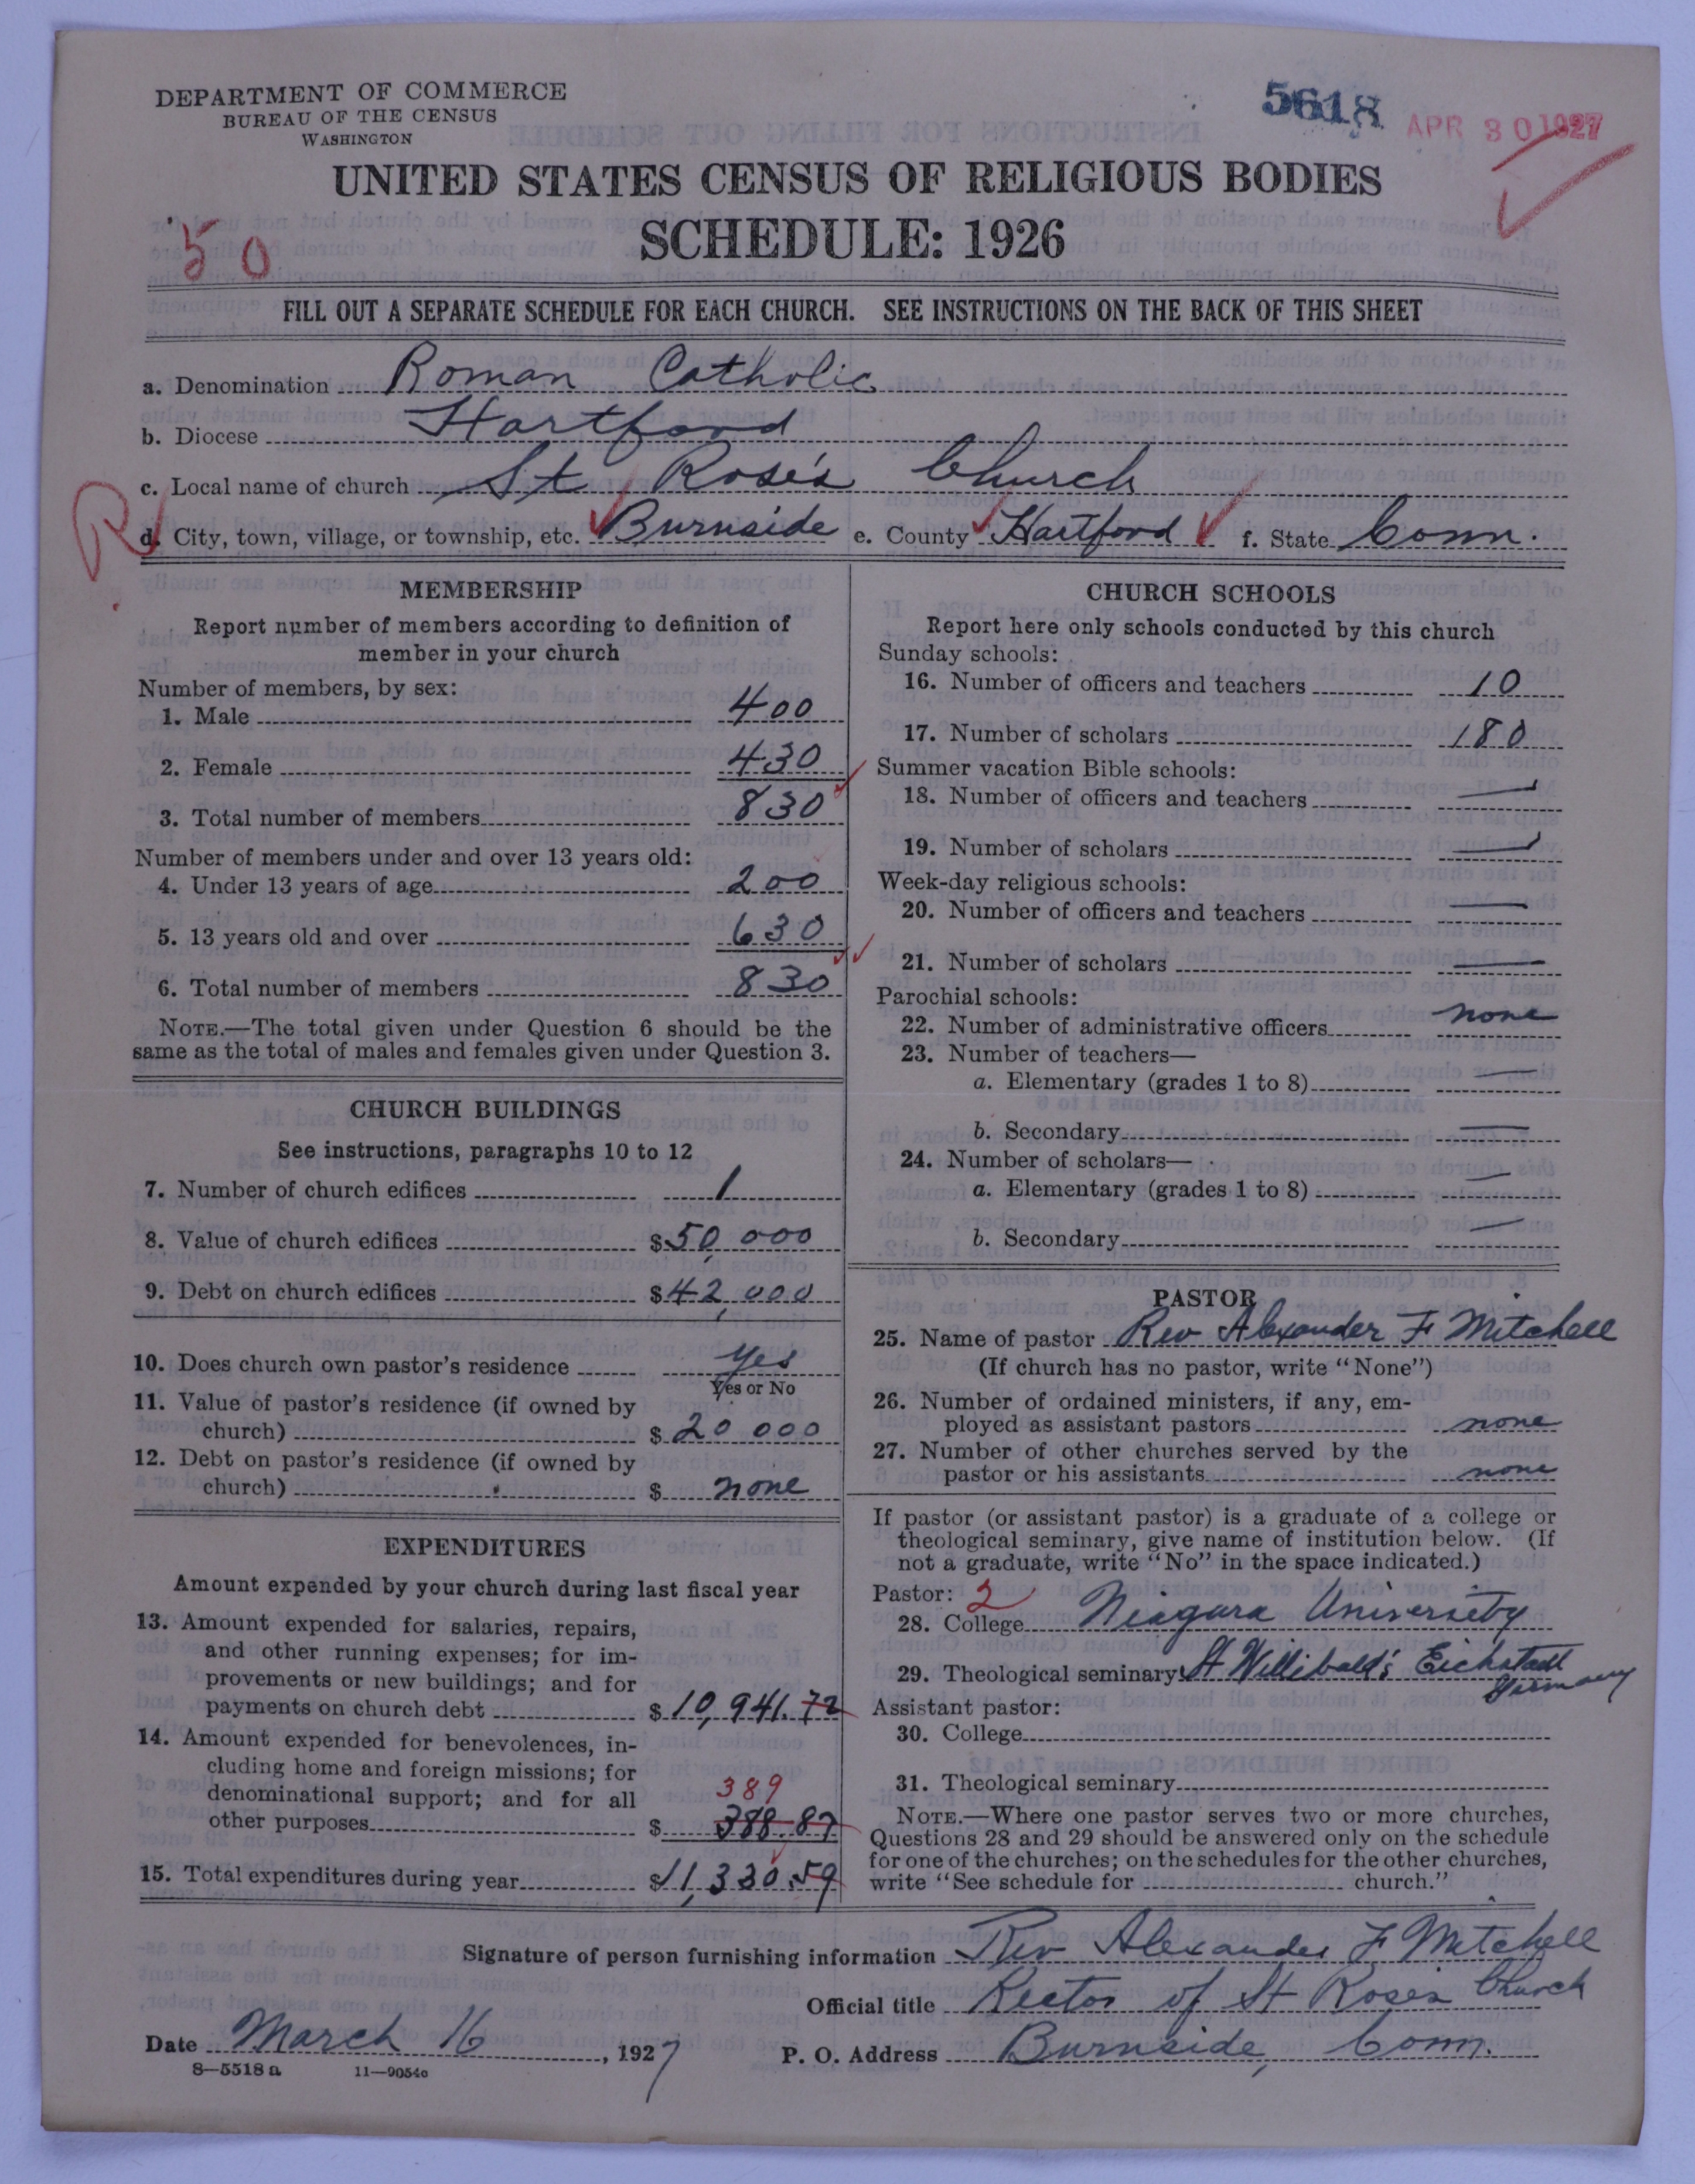 DEPARTMENT OF COMMERCE
BUREAU OF THE CENSUS
WASHINGTON
5618 APR 30 1927
UNITED STATES CENSUS OF RELIGIOUS BODIES
SCHEDULE: 1926
50
FILL OUT A SEPARATE SCHEDULE FOR EACH CHURCH. SEE INSTRUCTIONS ON THE BACK OF THIS SHEET
a. Denomination Roman Catholic
b. Diocese Hartford
c. Local name of church St Rose's Church
R
d. City, town, village, or township, etc. Burnside e. County Hartford f. State Conn.
MEMBERSHIP
Report number of members according to definition of
member in your church
Number of members, by sex:
1. Male 400
2. Female 430
3. Total number of members 830
Number of members under and over 13 years old:
4. Under 13 years of age 200
5. 13 years old and over 630
6. Total number of members 830
NOTE.—The total given under Question 6 should be the
same as the total of males and females given under Question 3.
CHURCH BUILDINGS
See instructions, paragraphs 10 to 12
7. Number of church edifices 1
8. Value of church edifices $50,000
9. Debt on church edifices $42,000
10. Does church own pastor's residence yes
Yes or No
11. Value of pastor's residence (if owned by
church) $20 000
12. Debt on pastor's residence (if owned by
church) $ none
EXPENDITURES
Amount expended by your church during last fiscal year
13. Amount expended for salaries, repairs,
and other running expenses; for im-
provements or new buildings; and for
payments on church debt $10,941.72
14. Amount expended for benevolences, in-
cluding home and foreign missions; for
denominational support; and for all 389
other purposes $ 388.87
15. Total expenditures during year $11,330.59
CHURCH SCHOOLS
Report here only schools conducted by this church
Sunday schools:
16. Number of officers and teachers 10
17. Number of scholars 180
Summer vacation Bible schools:
18. Number of officers and teachers —
19. Number of scholars —
Week-day religious schools:
20. Number of officers and teachers —
21. Number of scholars —
Parochial schools:
22. Number of administrative officers none
23. Number of teachers—
a. Elementary (grades 1 to 8) —
b. Secondary —
24. Number of scholars—
a. Elementary (grades 1 to 8) —
b. Secondary —
PASTOR
25. Name of pastor Rev Alexander F Mitchell
(If church has no pastor, write "None")
26. Number of ordained ministers, if any, em-
ployed as assistant pastors none
27. Number of other churches served by the
pastor or his assistants none
If pastor (or assistant pastor) is a graduate of a college or
theological seminary, give name of institution below. (If
not a graduate, write "No" in the space indicated.)
Pastor: 2
28. College Niagara University
29. Theological seminary St Willibald's Eichstadt
Germany
Assistant pastor:
30. College
31. Theological seminary
NOTE.—Where one pastor serves two or more churches,
Questions 28 and 29 should be answered only on the schedule
for one of the churches; on the schedules for the other churches,
write "See schedule for church."
Signature of person furnishing information Rev Alexander F Mitchell
Official title Rector of St Rose's Church
Date March 16, 1927 P. O. Address Burnside, Conn.
8—5518 a 11—9054c